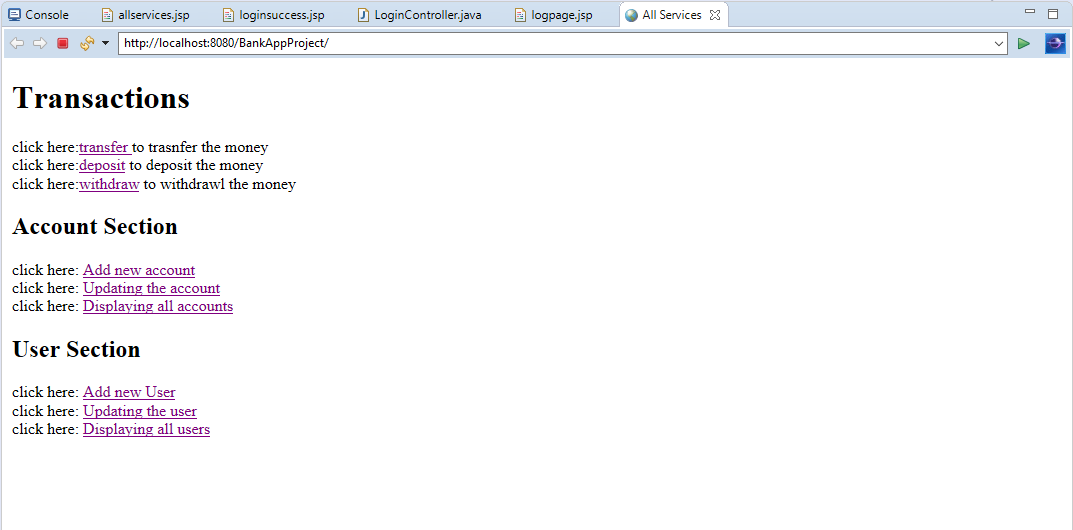 Console allservices.jsp loginsuccess.jsp LoginController.java logpage.jsp All Services
http://localhost:8080/BankAppProject/
Transactions
click here:transfer to trasnfer the money
click here:deposit to deposit the money
click here:withdraw to withdrawl the money
Account Section
click here: Add new account
click here: Updating the account
click here: Displaying all accounts
User Section
click here: Add new User
click here: Updating the user
click here: Displaying all users